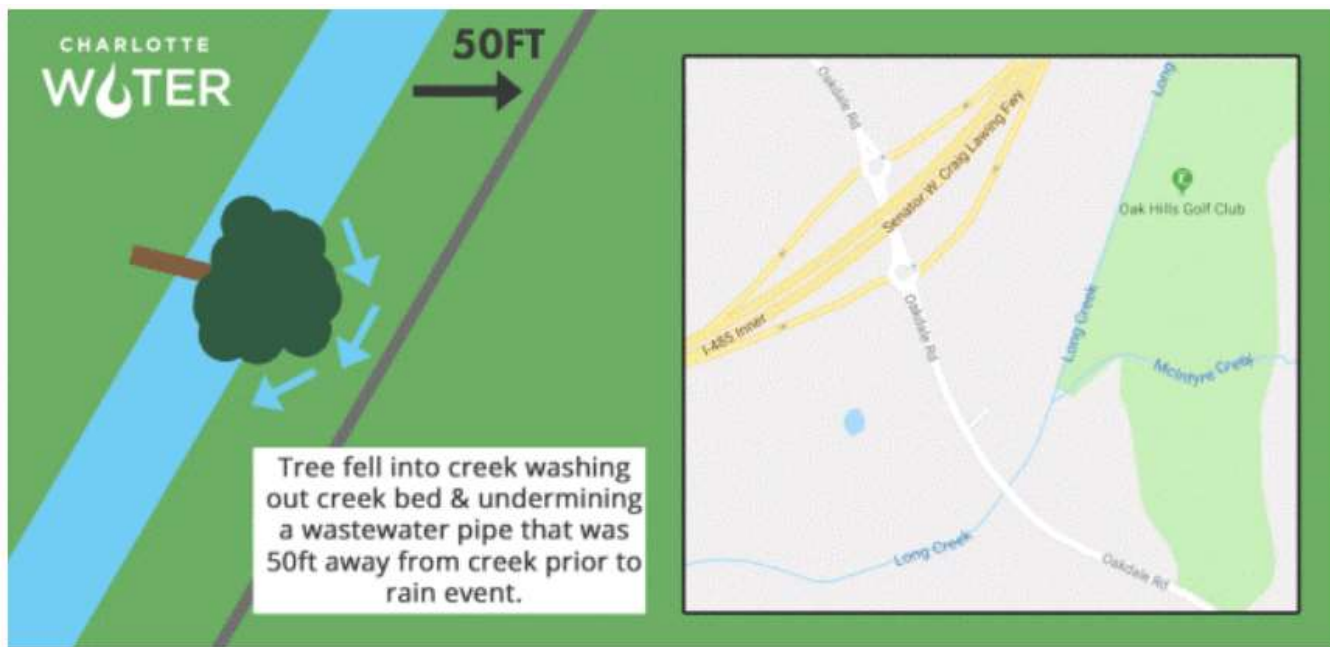 CHARLOTTE
WATER
50FT
Tree fell into creek washing
out creek bed & undermining
a wastewater pipe that was
50ft away from creek prior to
rain event.
Oakdale Rd
Senator W. Craig Lawing Fwy
I-485 Inner
Oakdale Rd
Long
Oak Hills Golf Club
Long Creek
McIntyre Creek
Long Creek
Oakdale Rd